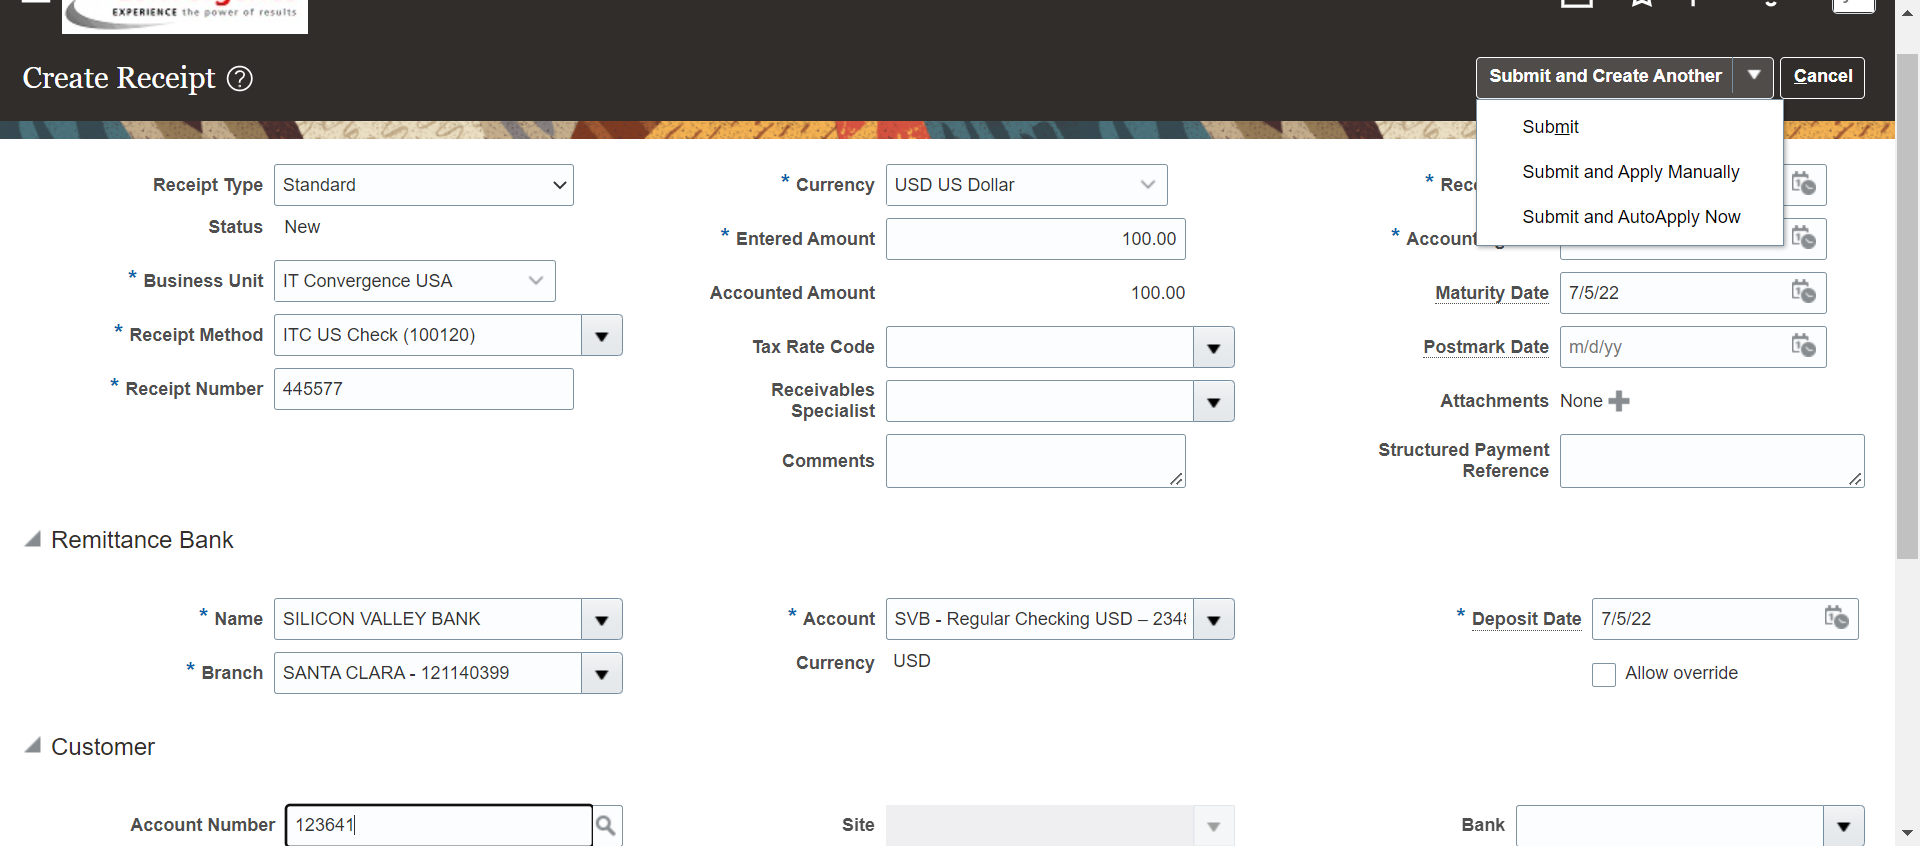 EXPERIENCE the power of results
Create Receipt
Submit and Create Another
Cancel
Submit
Submit and Apply Manually
Submit and AutoApply Now
Receipt Type Standard
Status New
* Business Unit IT Convergence USA
* Receipt Method ITC US Check (100120)
* Receipt Number 445577
* Currency USD US Dollar
* Entered Amount 100.00
Accounted Amount 100.00
Tax Rate Code
Receivables
Specialist
Comments
* Rec
* Account
Maturity Date 7/5/22
Postmark Date m/d/yy
Attachments None
Structured Payment
Reference
Remittance Bank
* Name SILICON VALLEY BANK
* Branch SANTA CLARA - 121140399
* Account SVB - Regular Checking USD – 234
Currency USD
* Deposit Date 7/5/22
Allow override
Customer
Account Number 123641
Site
Bank